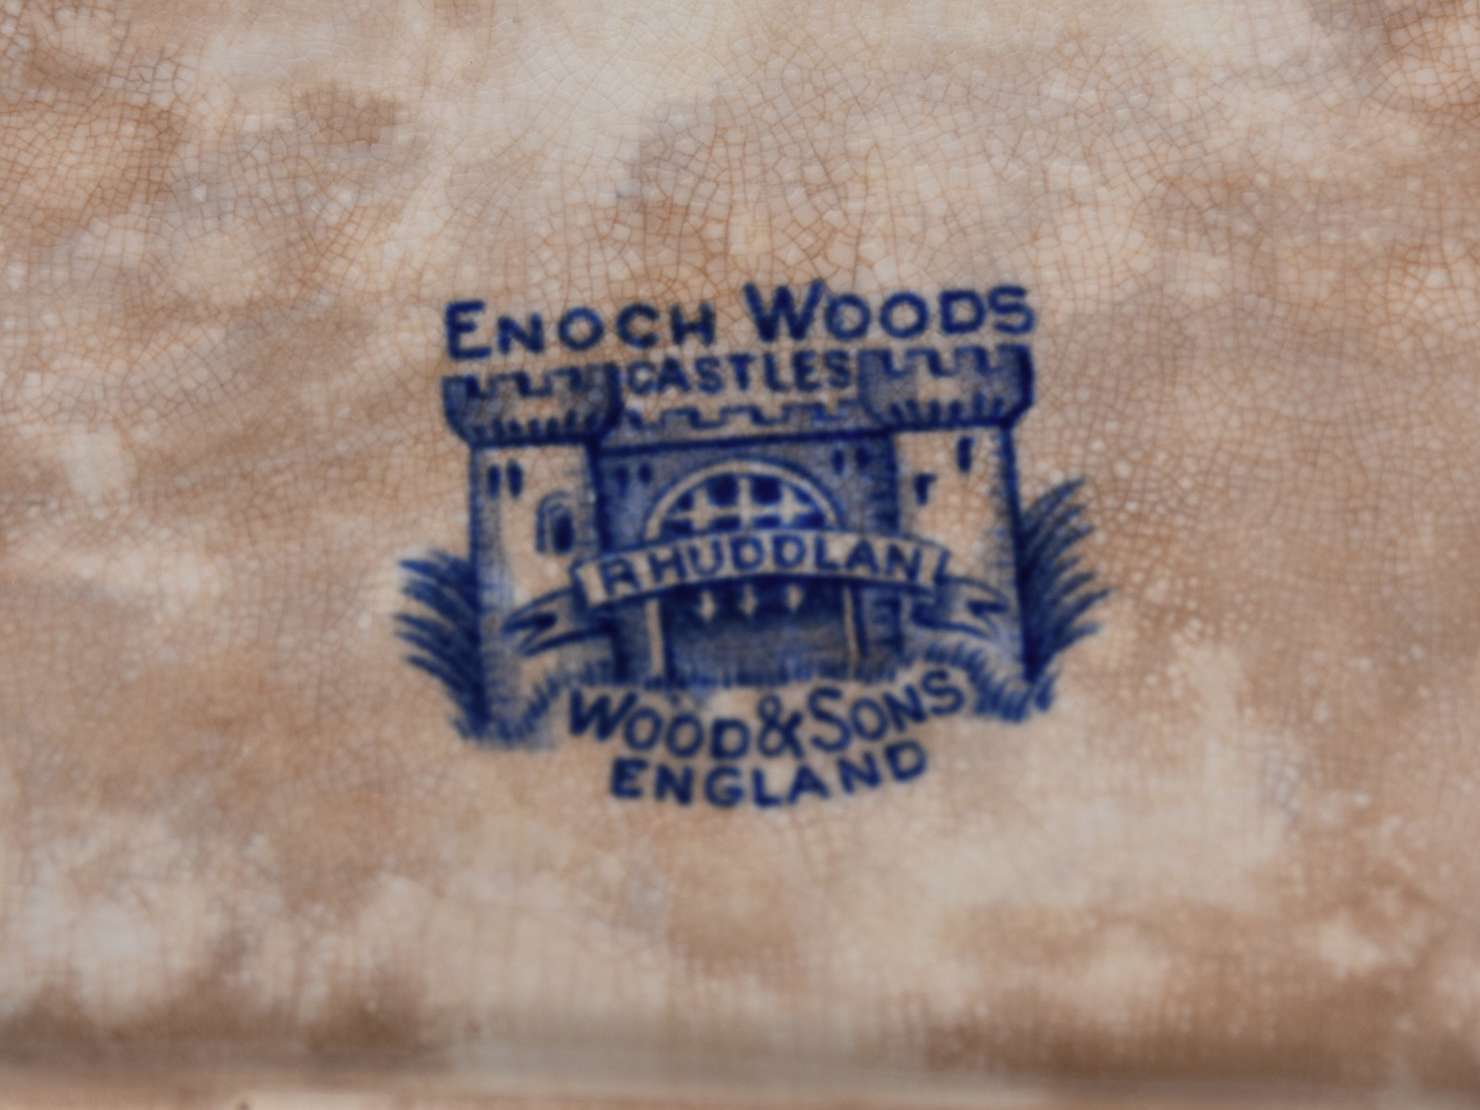 ENOCH WOODS
CASTLES
RHUDDLAN
WOOD & SONS
ENGLAND